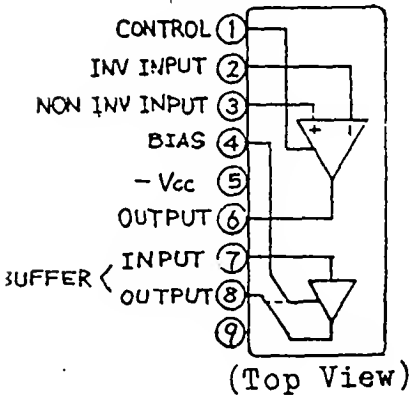 CONTROL ①
INV INPUT ②
NON INV INPUT ③
+ -
BIAS ④
- Vcc ⑤
OUTPUT ⑥
BUFFER < INPUT ⑦
OUTPUT ⑧
⑨
(Top View)